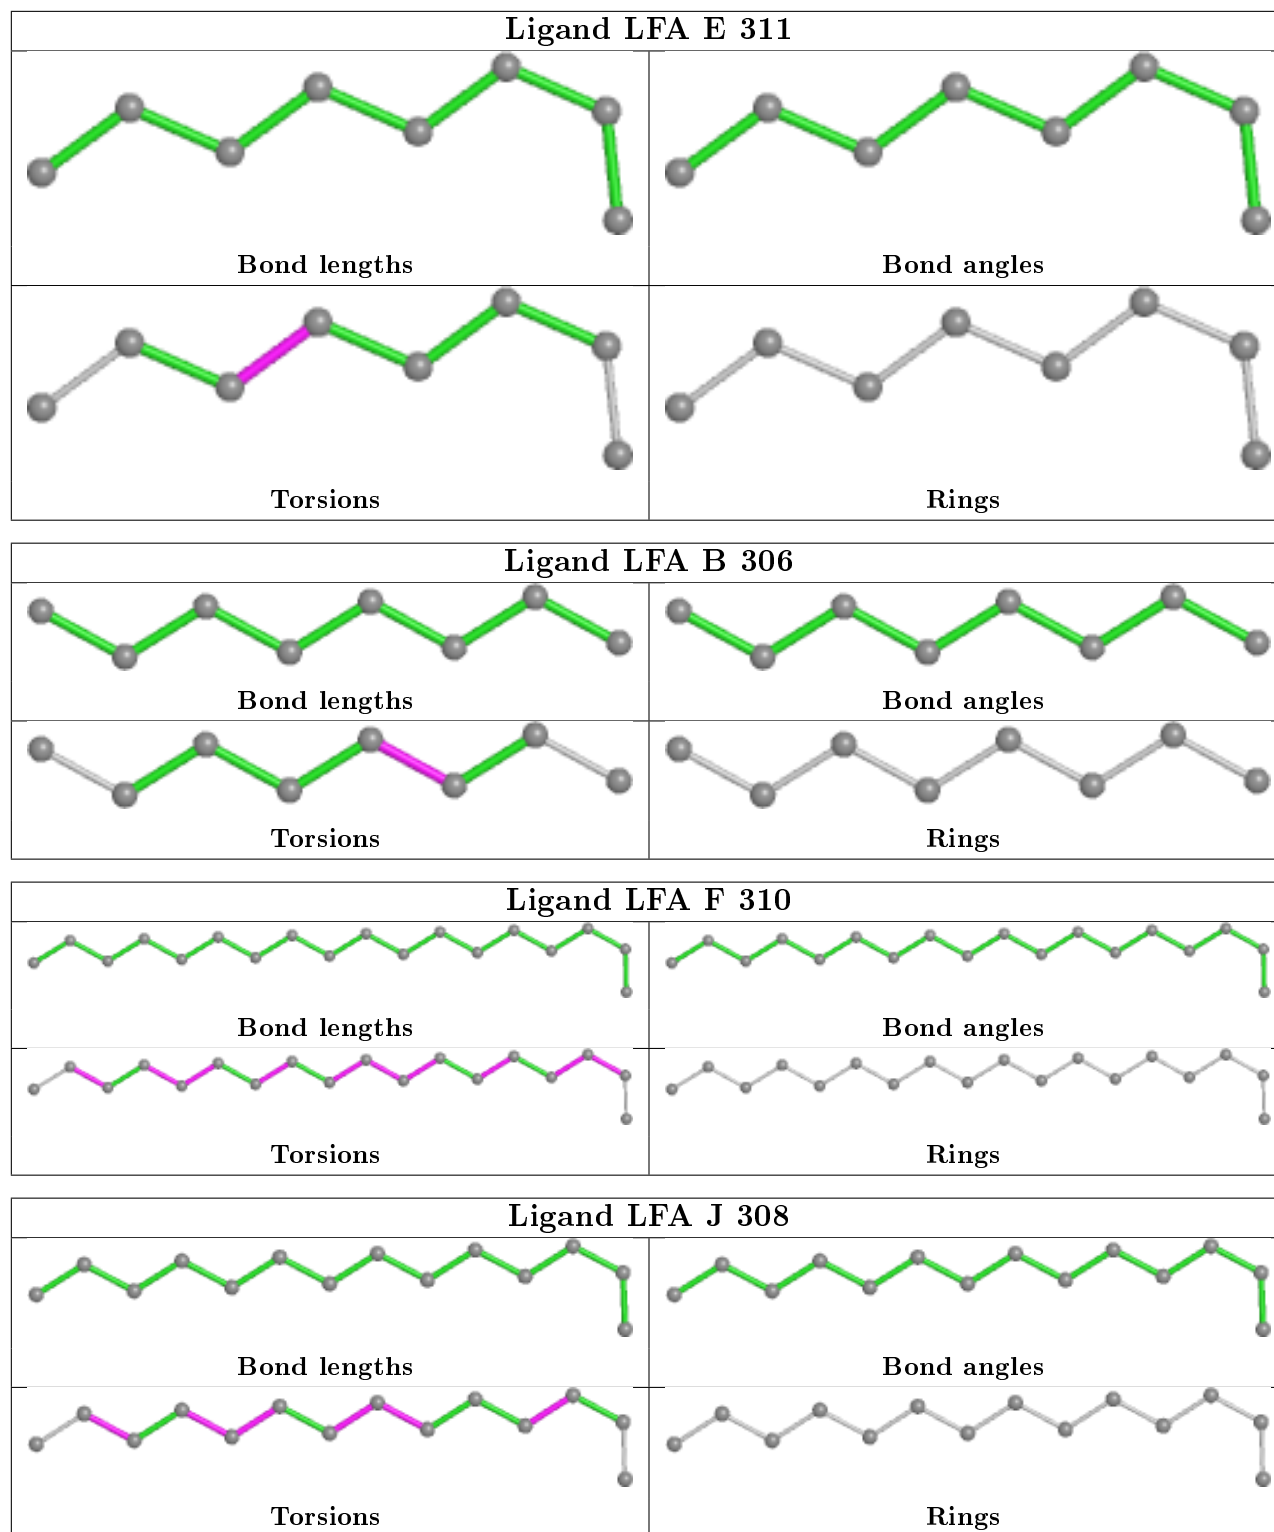 Ligand LFA E 311
Bond lengths
Bond angles
Torsions
Rings
Ligand LFA B 306
Bond lengths
Bond angles
Torsions
Rings
Ligand LFA F 310
Bond lengths
Bond angles
Torsions
Rings
Ligand LFA J 308
Bond lengths
Bond angles
Torsions
Rings